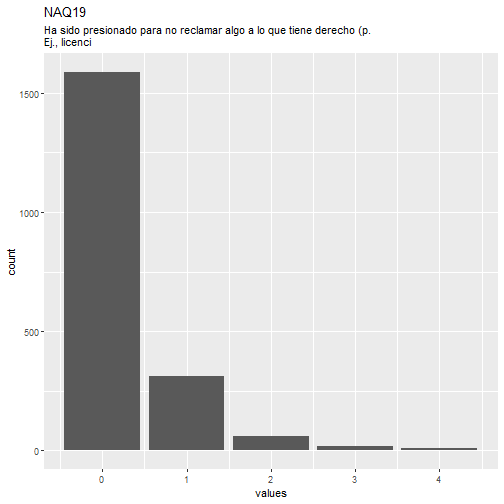 NAQ19
Ha sido presionado para no reclamar algo a lo que tiene derecho (p.
Ej., licenci
1500
1000
500
0
count
0 1 2 3 4
values